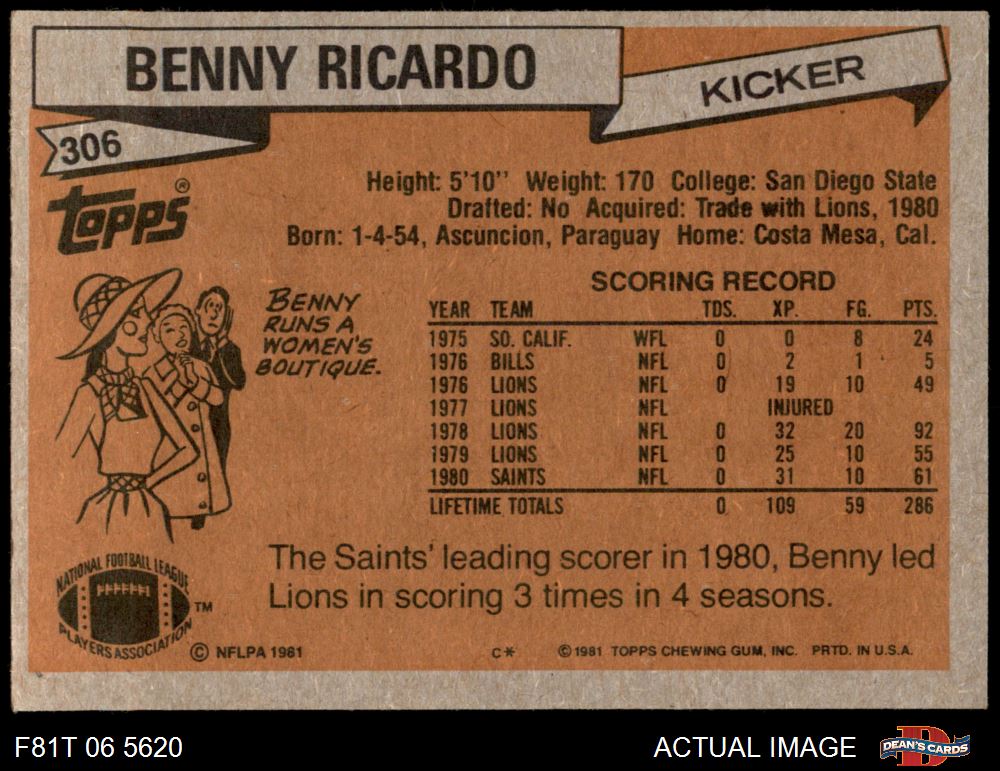 BENNY RICARDO
KICKER
306
Topps®
Height: 5'10'' Weight: 170 College: San Diego State
Drafted: No Acquired: Trade with Lions, 1980
Born: 1-4-54, Ascuncion, Paraguay Home: Costa Mesa, Cal.
BENNY
RUNS A
WOMEN'S
BOUTIQUE.
SCORING RECORD
YEAR TEAM TDS. XP. FG. PTS.
1975 SO. CALIF. WFL 0 0 8 24
1976 BILLS NFL 0 2 1 5
1976 LIONS NFL 0 19 10 49
1977 LIONS NFL INJURED
1978 LIONS NFL 0 32 20 92
1979 LIONS NFL 0 25 10 55
1980 SAINTS NFL 0 31 10 61
LIFETIME TOTALS 0 109 59 286
The Saints' leading scorer in 1980, Benny led
Lions in scoring 3 times in 4 seasons.
NATIONAL FOOTBALL LEAGUE
PLAYERS ASSOCIATION
TM
© NFLPA 1981
C* © 1981 TOPPS CHEWING GUM, INC. PRTD. IN U.S.A.
F81T 06 5620
ACTUAL IMAGE
DEAN'S CARDS